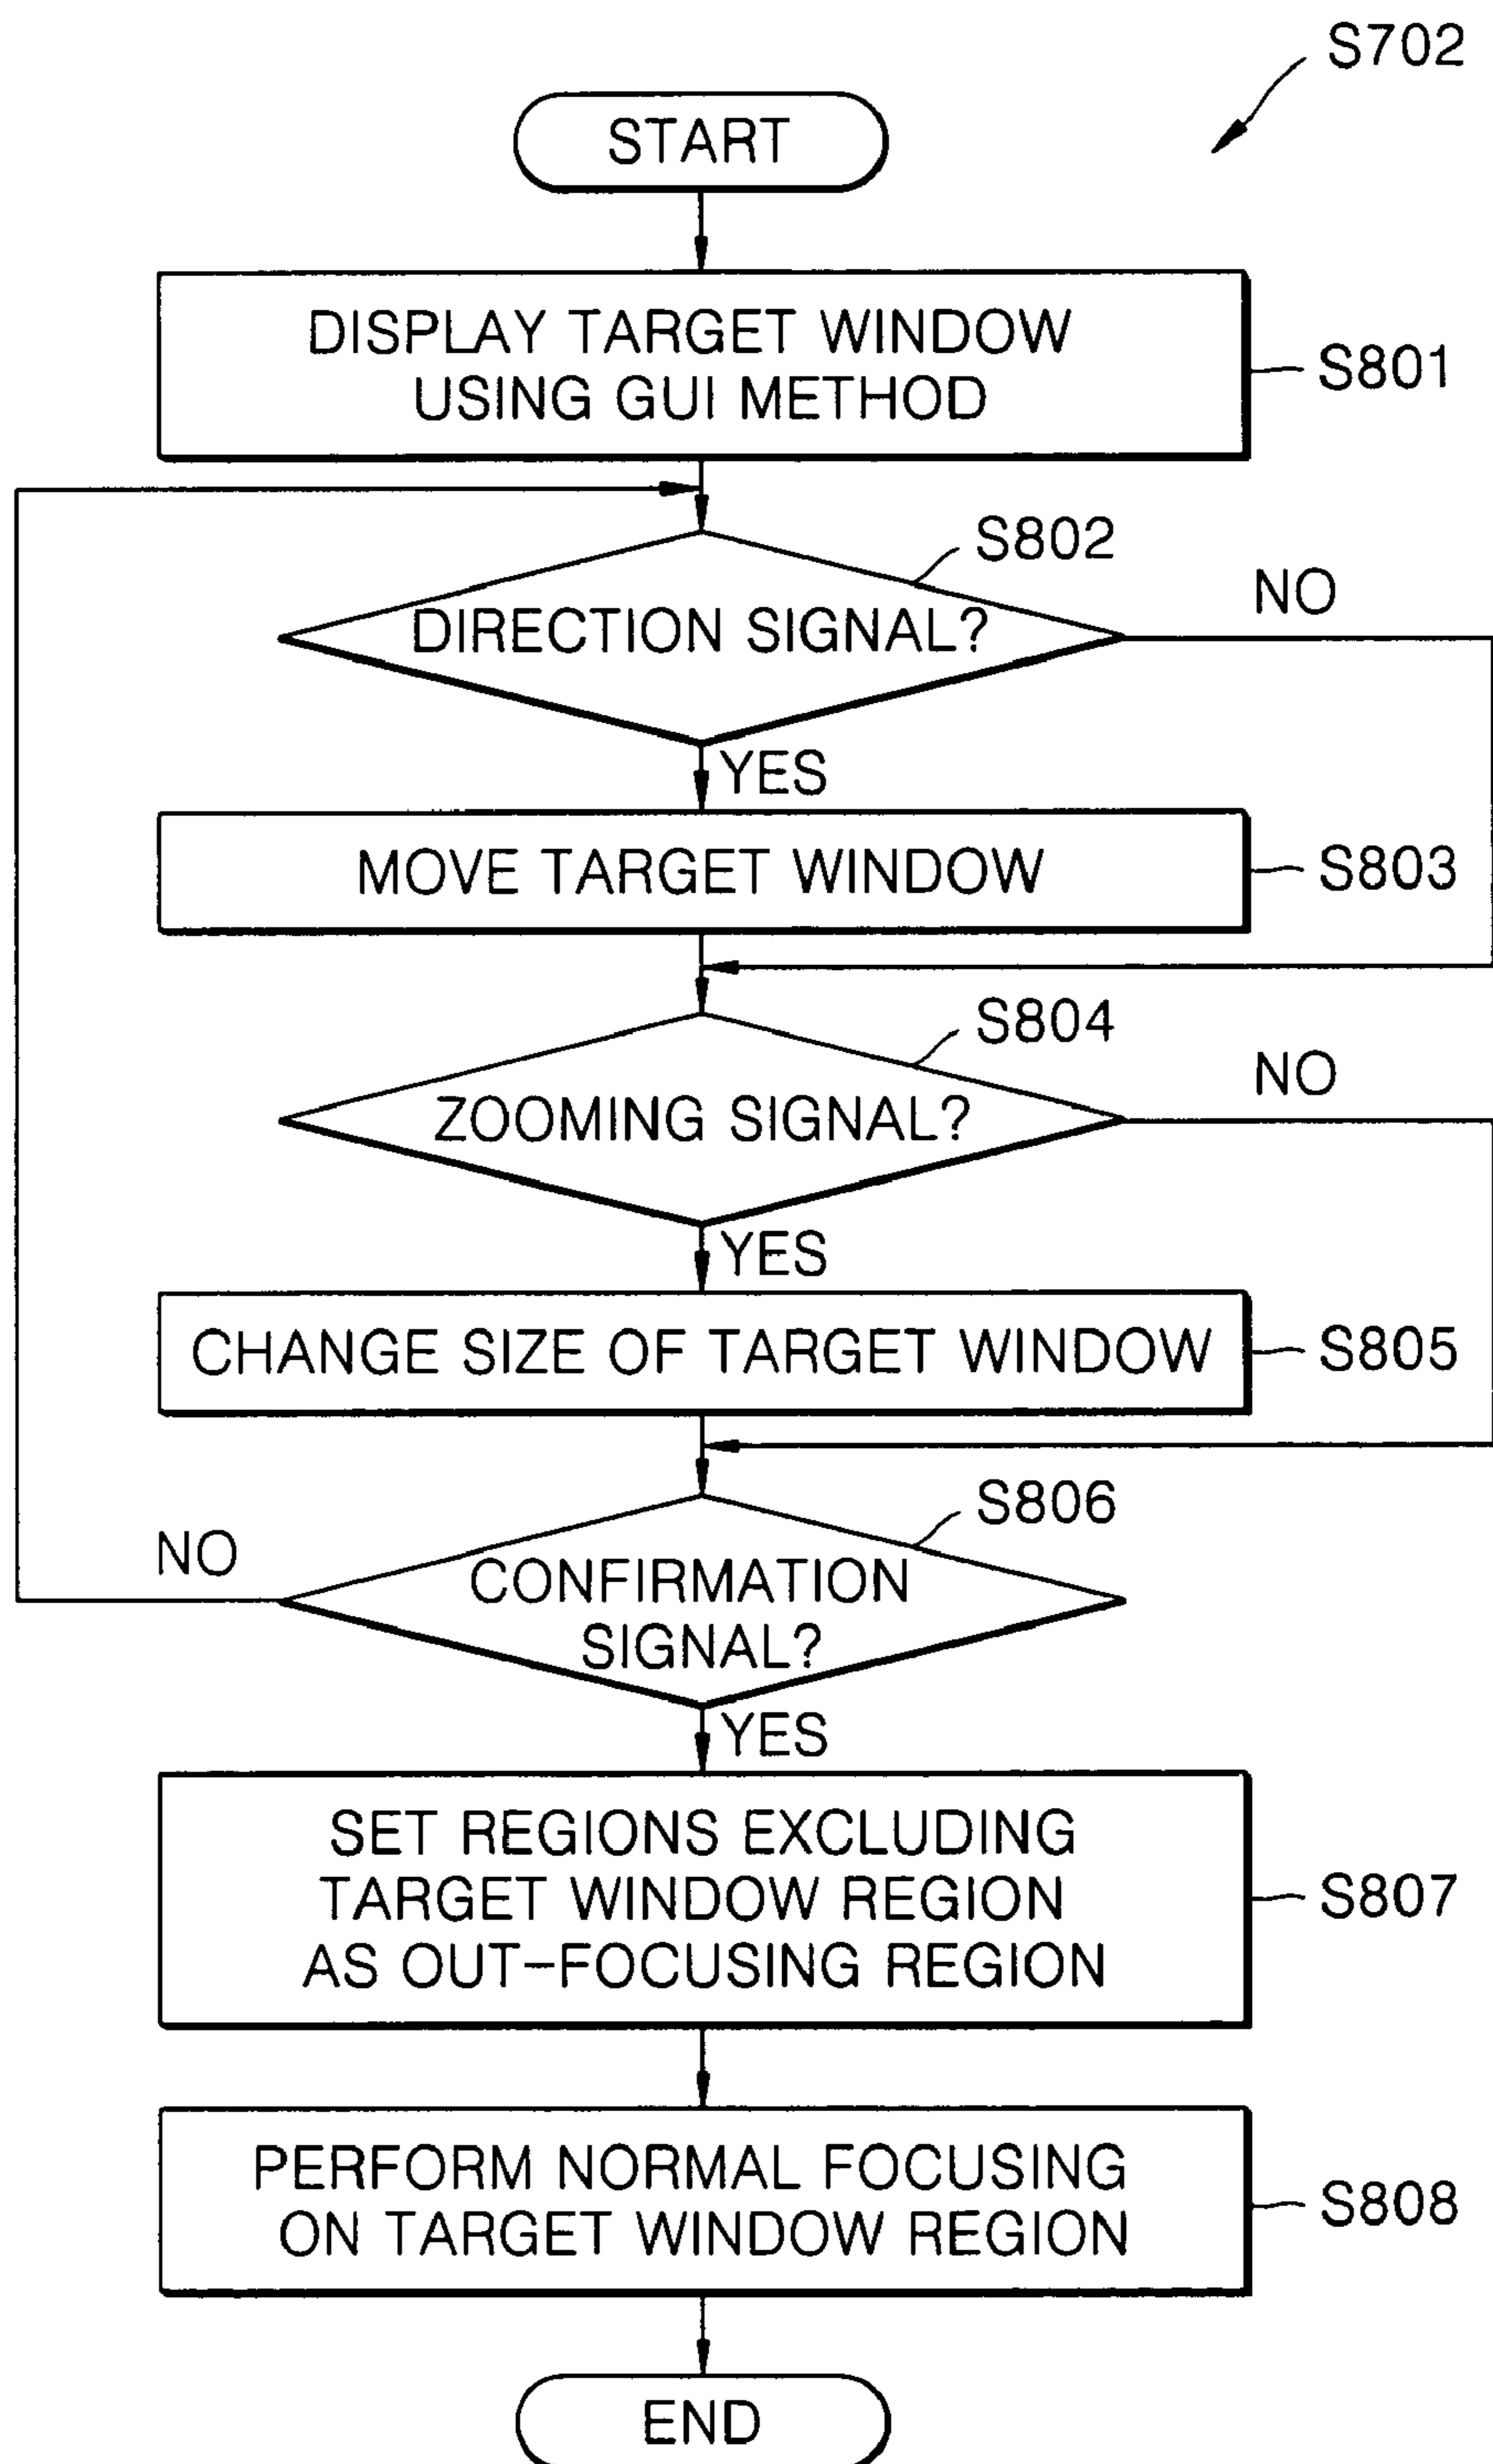 S702
START
DISPLAY TARGET WINDOW
USING GUI METHOD
S801
S802
DIRECTION SIGNAL?
NO
YES
MOVE TARGET WINDOW
S803
S804
ZOOMING SIGNAL?
NO
YES
CHANGE SIZE OF TARGET WINDOW
S805
S806
CONFIRMATION
SIGNAL?
NO
YES
SET REGIONS EXCLUDING
TARGET WINDOW REGION
AS OUT-FOCUSING REGION
S807
PERFORM NORMAL FOCUSING
ON TARGET WINDOW REGION
S808
END